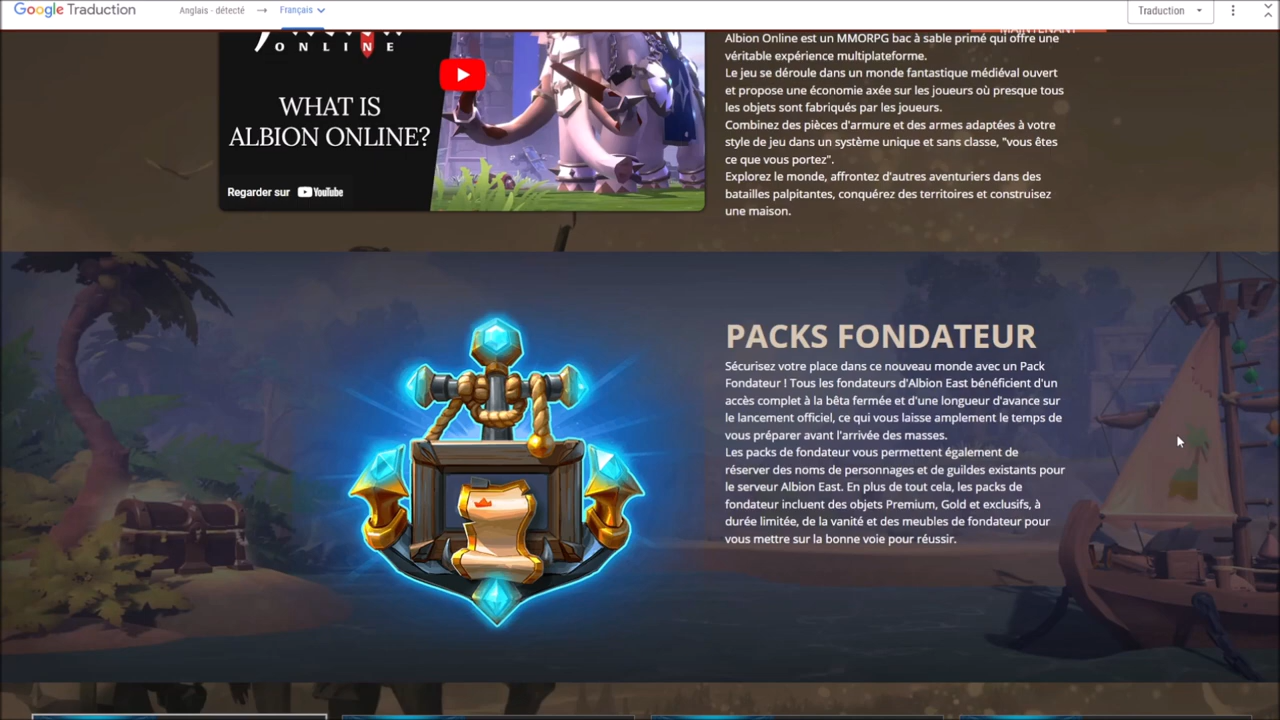 Google Traduction
Anglais - détecté → Français
Traduction
ONLINE
WHAT IS
ALBION ONLINE?
Regarder sur YouTube
MAINTENANT
Albion Online est un MMORPG bac à sable primé qui offre une
véritable expérience multiplateforme.
Le jeu se déroule dans un monde fantastique médiéval ouvert
et propose une économie axée sur les joueurs où presque tous
les objets sont fabriqués par les joueurs.
Combinez des pièces d'armure et des armes adaptées à votre
style de jeu dans un système unique et sans classe, "vous êtes
ce que vous portez".
Explorez le monde, affrontez d'autres aventuriers dans des
batailles palpitantes, conquérez des territoires et construisez
une maison.
PACKS FONDATEUR
Sécurisez votre place dans ce nouveau monde avec un Pack
Fondateur ! Tous les fondateurs d'Albion East bénéficient d'un
accès complet à la bêta fermée et d'une longueur d'avance sur
le lancement officiel, ce qui vous laisse amplement le temps de
vous préparer avant l'arrivée des masses.
Les packs de fondateur vous permettent également de
réserver des noms de personnages et de guildes existants pour
le serveur Albion East. En plus de tout cela, les packs de
fondateur incluent des objets Premium, Gold et exclusifs, à
durée limitée, de la vanité et des meubles de fondateur pour
vous mettre sur la bonne voie pour réussir.